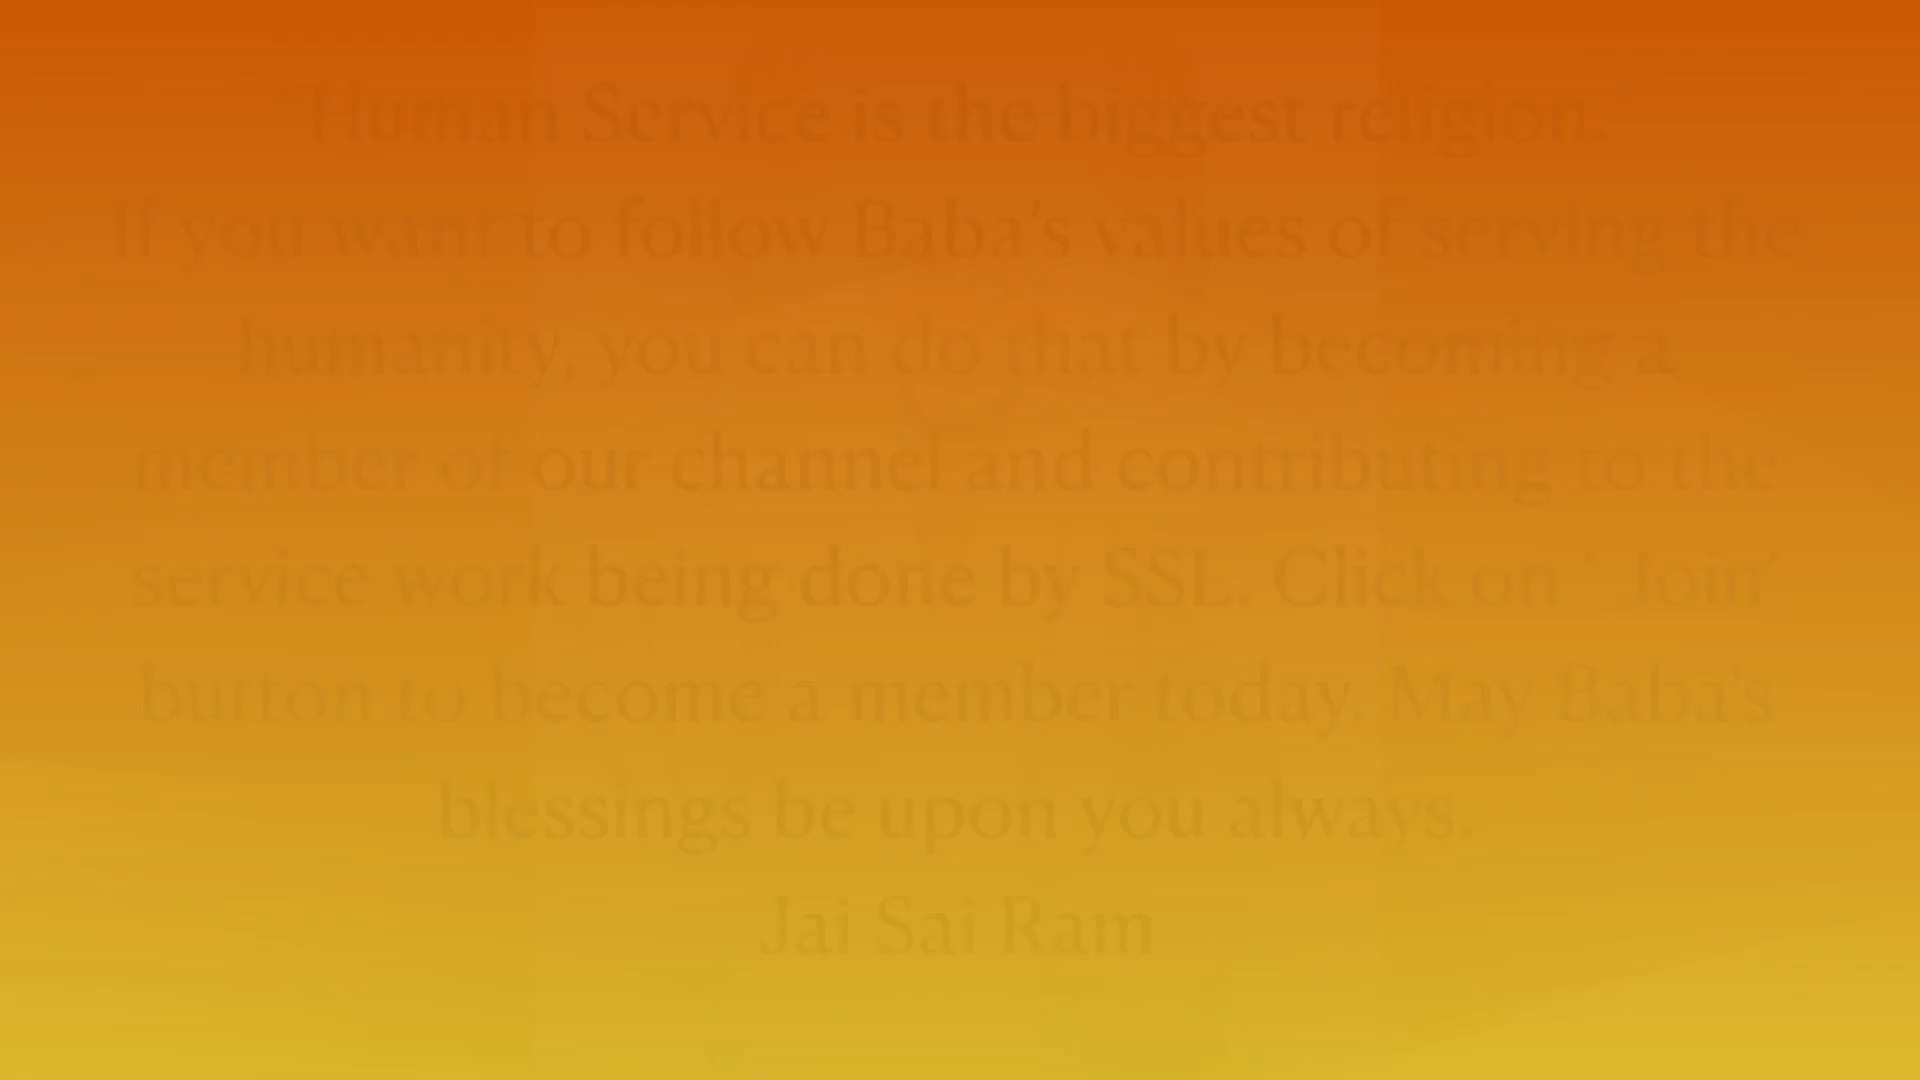 "Human Service is the biggest religion."
If you want to follow Baba's values of serving the
humanity, you can do that by becoming a
member of our channel and contributing to the
service work being done by SSL. Click on ' Join'
button to become a member today. May Baba's
blessings be upon you always.
Jai Sai Ram